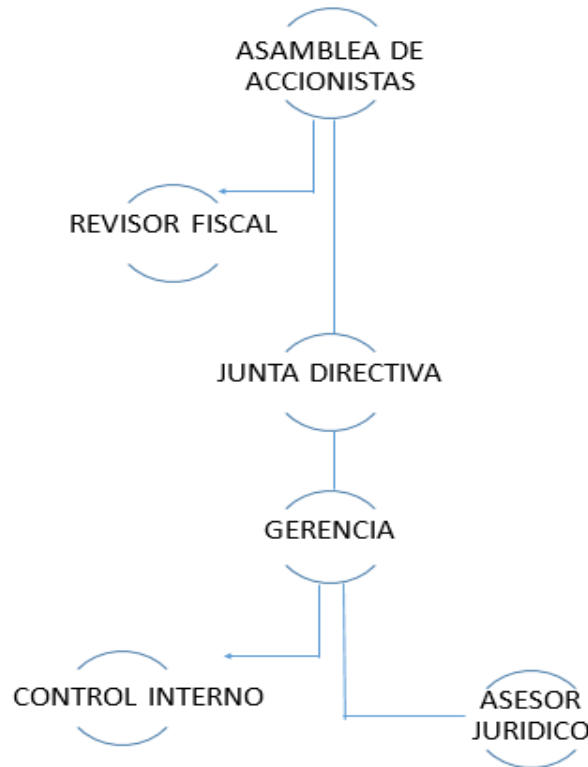 ASAMBLEA DE
ACCIONISTAS
REVISOR FISCAL
JUNTA DIRECTIVA
GERENCIA
CONTROL INTERNO
ASESOR
JURIDICO